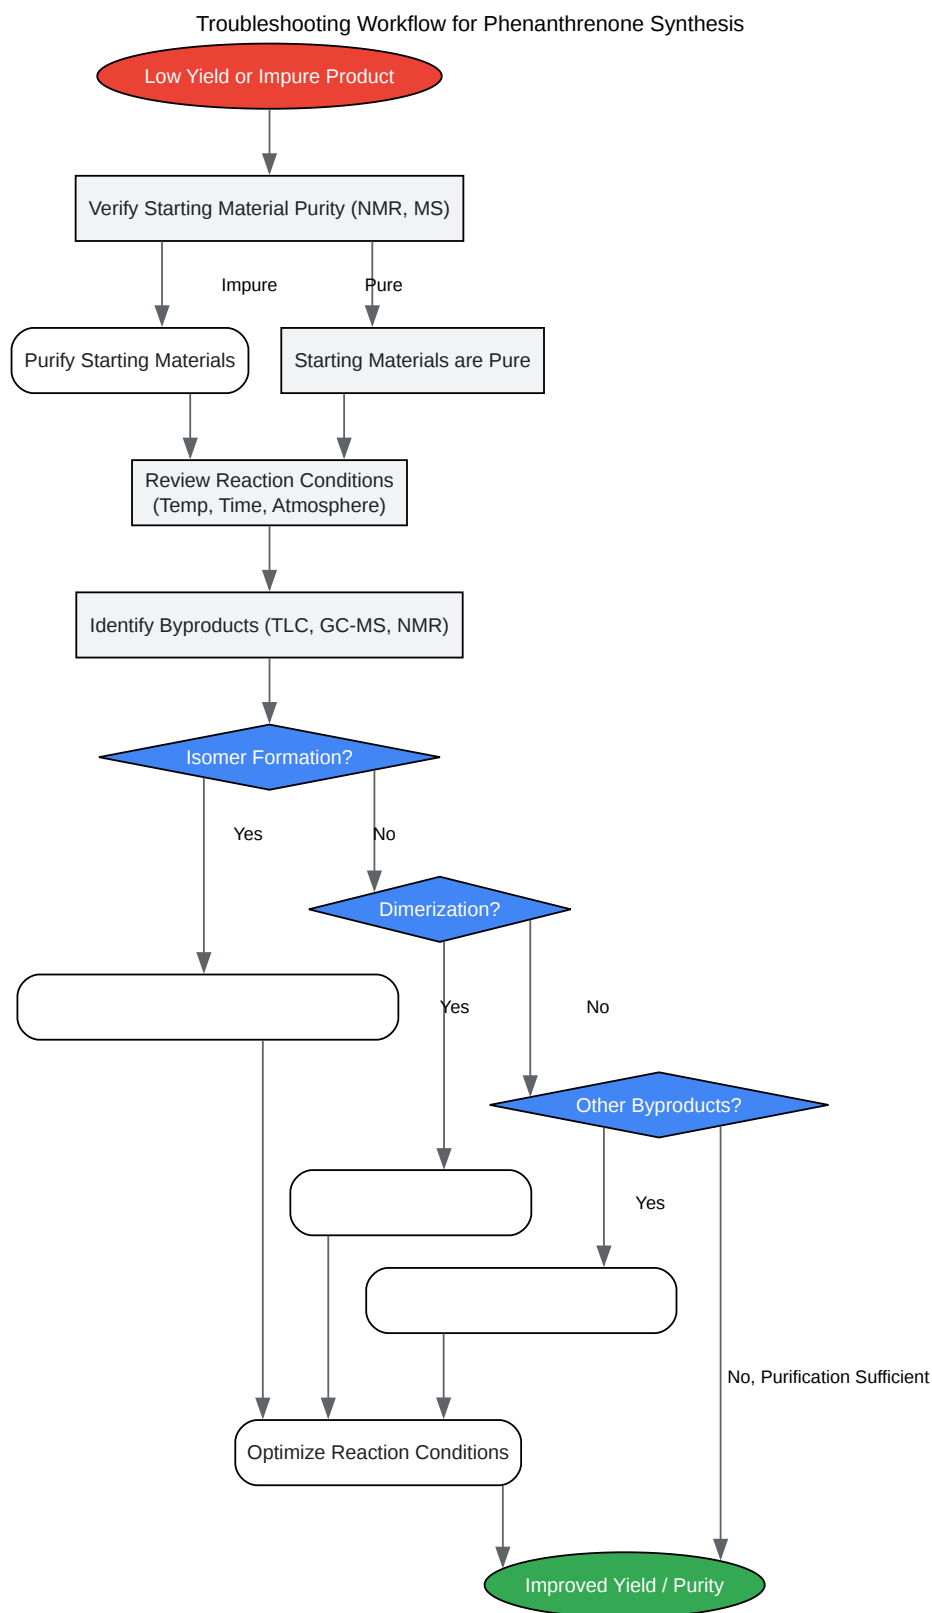 Troubleshooting Workflow for Phenanthrenone Synthesis
Low Yield or Impure Product
Verify Starting Material Purity (NMR, MS)
Impure
Pure
Purify Starting Materials
Starting Materials are Pure
Review Reaction Conditions
(Temp, Time, Atmosphere)
Identify Byproducts (TLC, GC-MS, NMR)
Isomer Formation?
Yes
No
Dimerization?
Yes
No
Other Byproducts?
Yes
No, Purification Sufficient
Optimize Reaction Conditions
Improved Yield / Purity